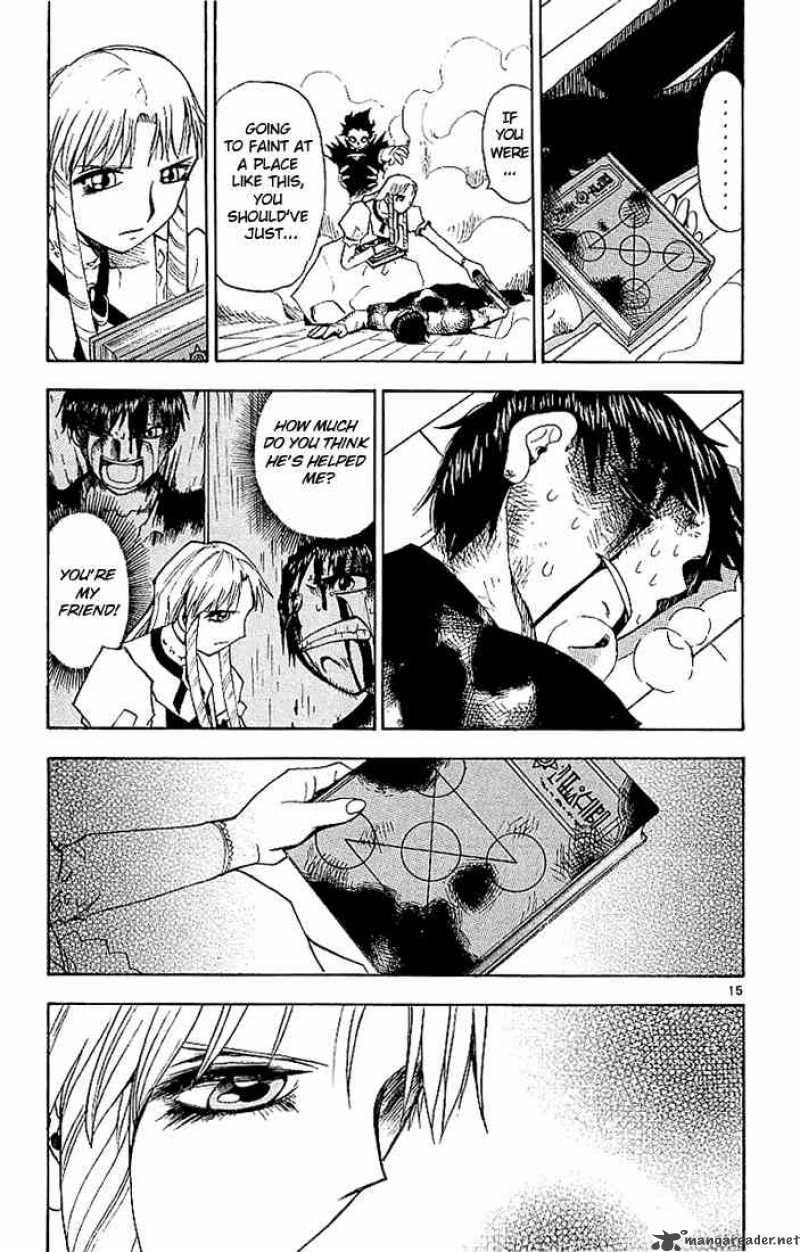 ........
IF
YOU
WERE
...
GOING
TO FAINT AT
A PLACE
LIKE THIS,
YOU
SHOULD'VE
JUST...
HOW MUCH
DO YOU THINK
HE'S HELPED
ME?
YOU'RE
MY
FRIEND!
15
mangareader.net